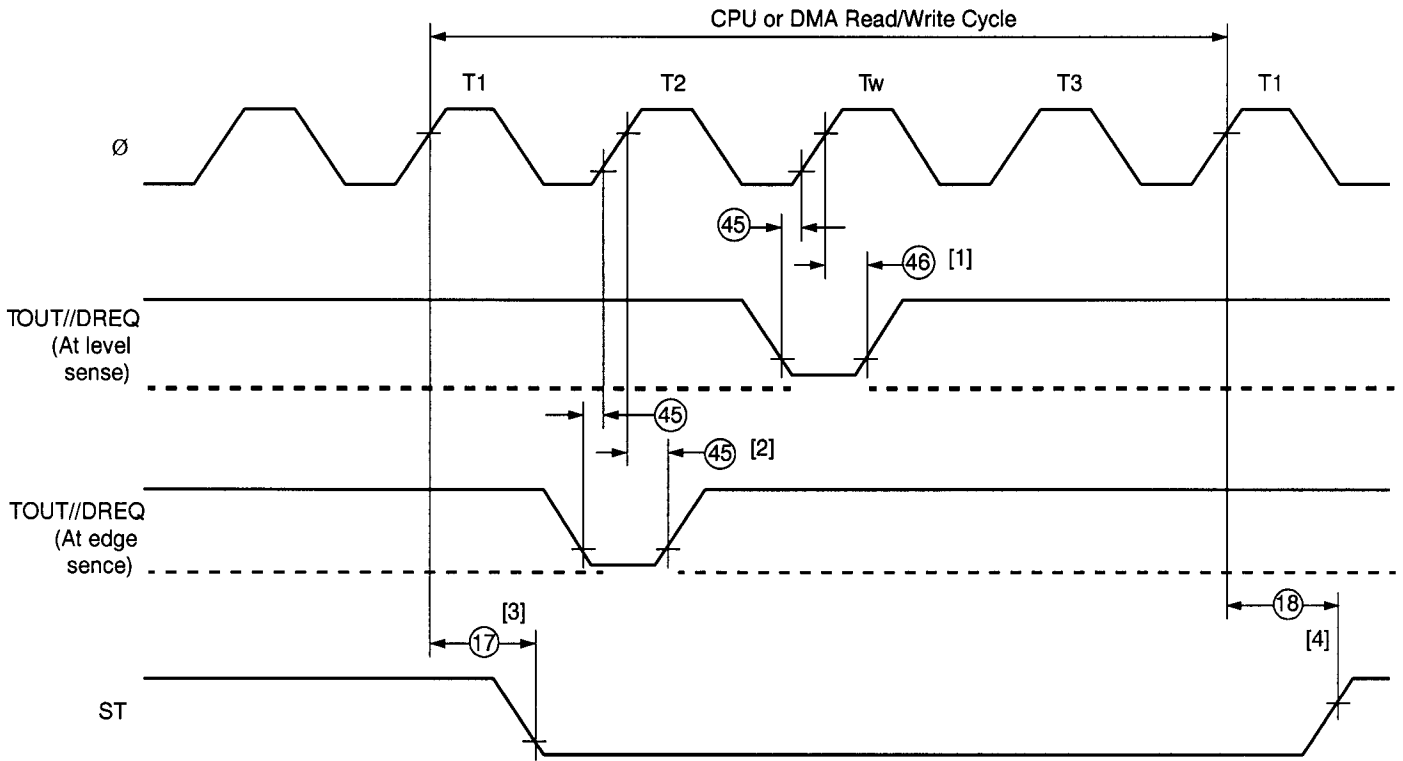 CPU or DMA Read/Write Cycle
T1 T2 Tw T3 T1
Ø
45
46 [1]
TOUT//DREQ
(At level
sense)
45
45 [2]
TOUT//DREQ
(At edge
sence)
[3]
17
18
[4]
ST